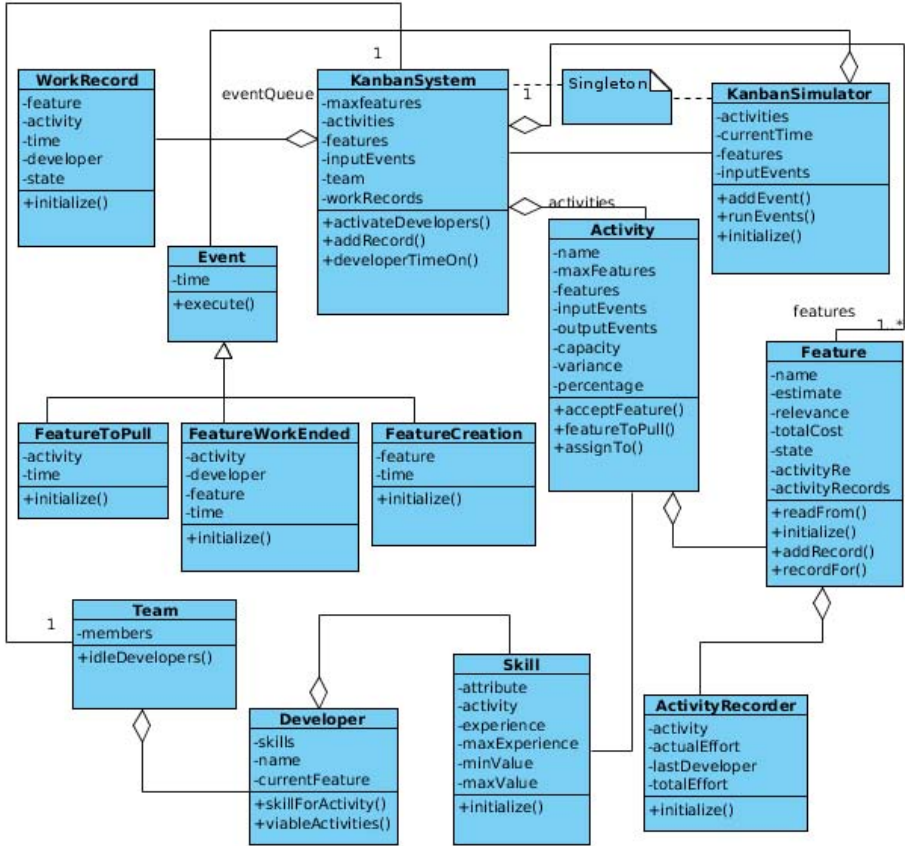 1
WorkRecord
-feature
-activity
-time
-developer
-state
+initialize()
eventQueue
KanbanSystem
-maxfeatures
-activities
-features
-inputEvents
-team
-workRecords
+activateDevelopers()
+addRecord()
+developerTimeOn()
1
Singleton
KanbanSimulator
-activities
-currentTime
-features
-inputEvents
+addEvent()
+runEvents()
+initialize()
activities
Event
-time
+execute()
Activity
-name
-maxFeatures
-features
-inputEvents
-outputEvents
-capacity
-variance
-percentage
+acceptFeature()
+featureToPull()
+assignTo()
features
1..*
Feature
-name
-estimate
-relevance
-totalCost
-state
-activityRe
-activityRecords
+readFrom()
+initialize()
+addRecord()
+recordFor()
FeatureToPull
-activity
-time
+initialize()
FeatureWorkEnded
-activity
-developer
-feature
-time
+initialize()
FeatureCreation
-feature
-time
+initialize()
1
Team
-members
+idleDevelopers()
Developer
-skills
-name
-currentFeature
+skillForActivity()
+viableActivities()
Skill
-attribute
-activity
-experience
-maxExperience
-minValue
-maxValue
+initialize()
ActivityRecorder
-activity
-actualEffort
-lastDeveloper
-totalEffort
+initialize()